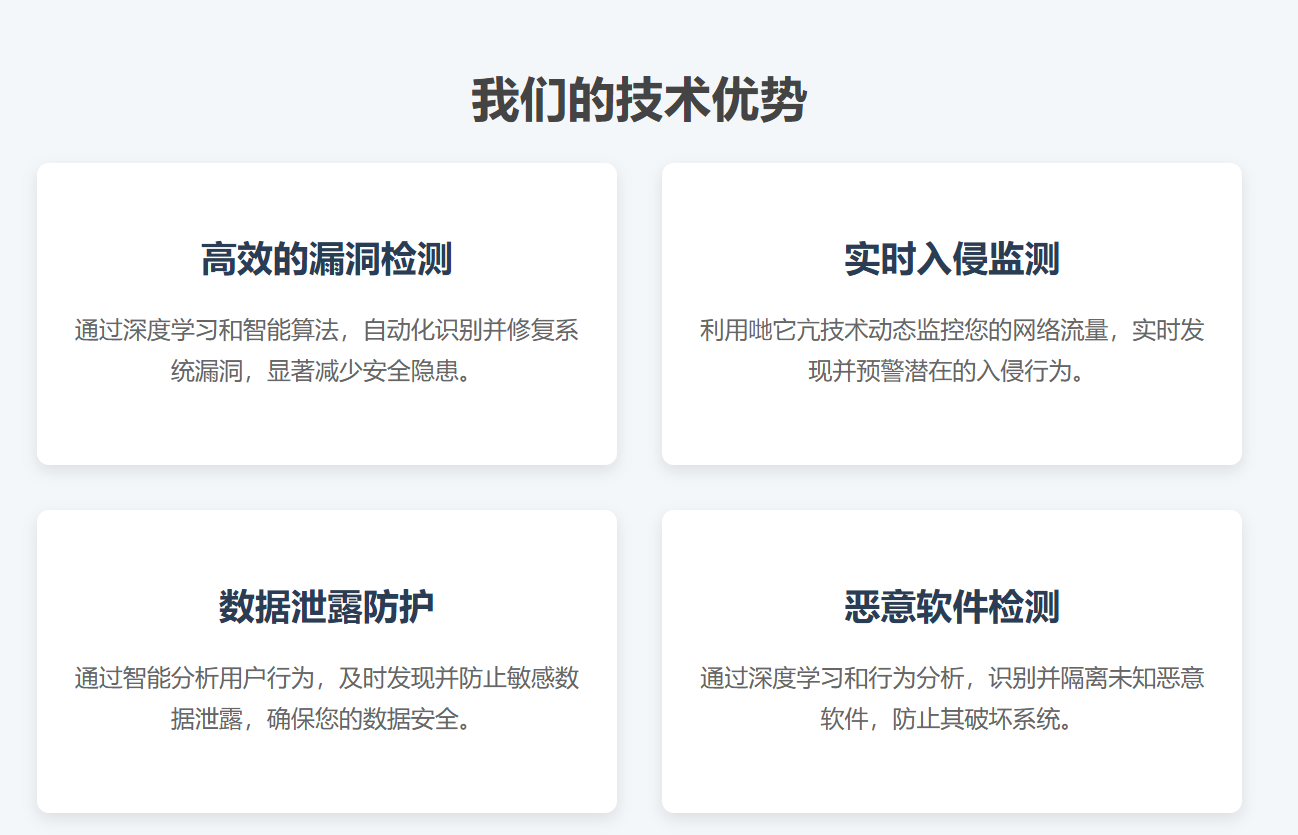 我们的技术优势
高效的漏洞检测
通过深度学习和智能算法，自动化识别并修复系
统漏洞，显著减少安全隐患。
实时入侵监测
利用哋它亢技术动态监控您的网络流量，实时发
现并预警潜在的入侵行为。
数据泄露防护
通过智能分析用户行为，及时发现并防止敏感数
据泄露，确保您的数据安全。
恶意软件检测
通过深度学习和行为分析，识别并隔离未知恶意
软件，防止其破坏系统。